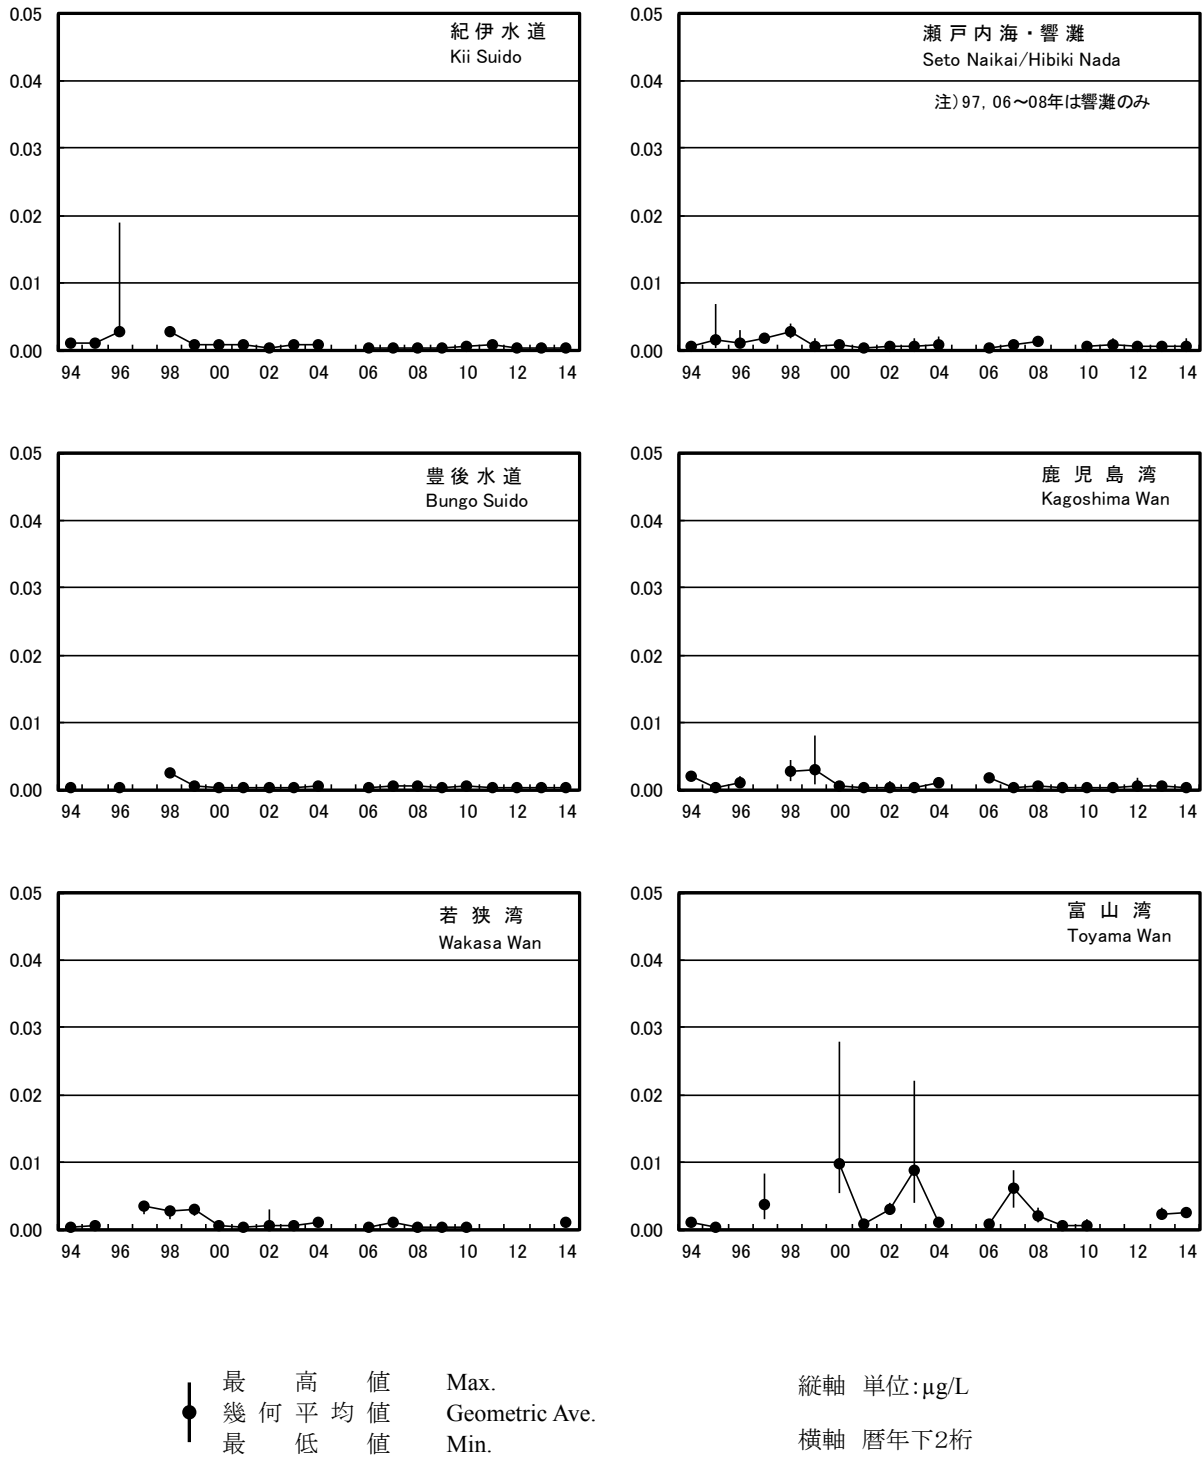 0.05
0.04
0.03
0.02
0.01
0.00
94 96 98 00 02 04 06 08 10 12 14
紀伊水道
Kii Suido
0.05
0.04
0.03
0.02
0.01
0.00
94 96 98 00 02 04 06 08 10 12 14
瀬戸内海・響灘
Seto Naikai/Hibiki Nada
注)97, 06～08年は響灘のみ
0.05
0.04
0.03
0.02
0.01
0.00
94 96 98 00 02 04 06 08 10 12 14
豊後水道
Bungo Suido
0.05
0.04
0.03
0.02
0.01
0.00
94 96 98 00 02 04 06 08 10 12 14
鹿児島湾
Kagoshima Wan
0.05
0.04
0.03
0.02
0.01
0.00
94 96 98 00 02 04 06 08 10 12 14
若狭湾
Wakasa Wan
0.05
0.04
0.03
0.02
0.01
0.00
94 96 98 00 02 04 06 08 10 12 14
富山湾
Toyama Wan
最高値 Max.
幾何平均値 Geometric Ave.
最低値 Min.
縦軸 単位:µg/L
横軸 暦年下2桁